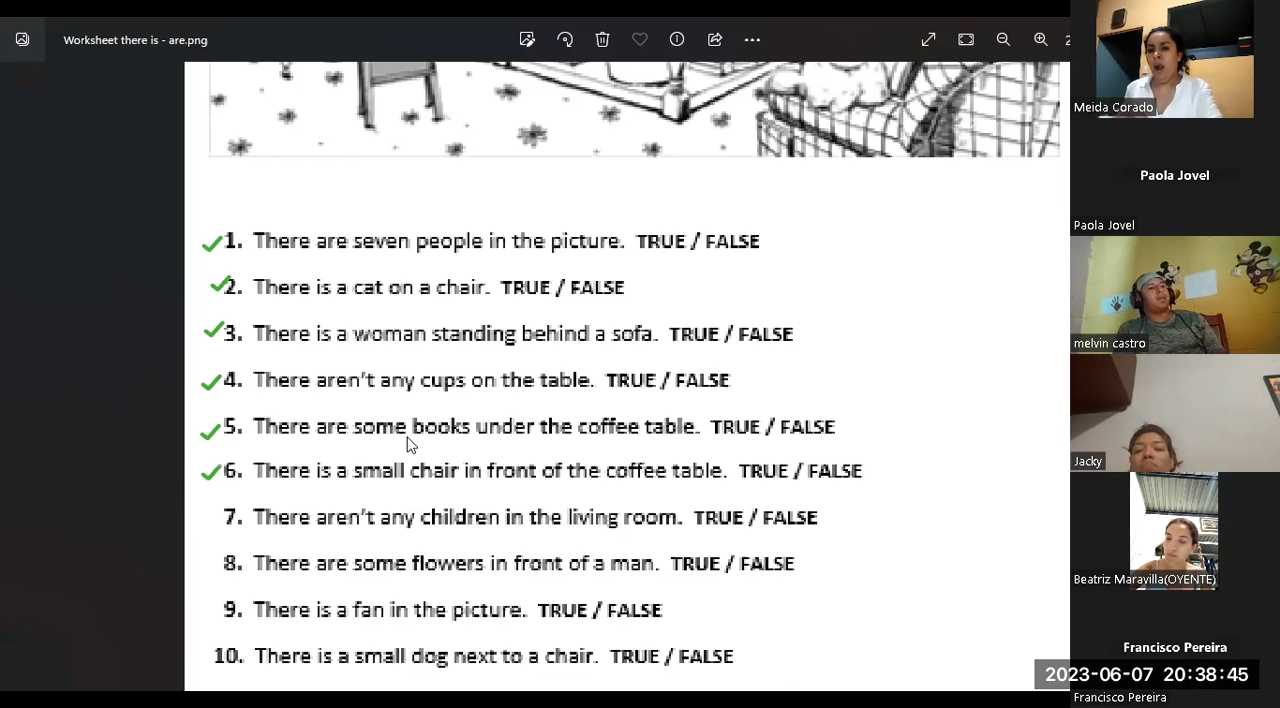 Worksheet there is - are.png
1. There are seven people in the picture. TRUE / FALSE
2. There is a cat on a chair. TRUE / FALSE
3. There is a woman standing behind a sofa. TRUE / FALSE
4. There aren't any cups on the table. TRUE / FALSE
5. There are some books under the coffee table. TRUE / FALSE
6. There is a small chair in front of the coffee table. TRUE / FALSE
7. There aren't any children in the living room. TRUE / FALSE
8. There are some flowers in front of a man. TRUE / FALSE
9. There is a fan in the picture. TRUE / FALSE
10. There is a small dog next to a chair. TRUE / FALSE
Meida Corado
Paola Jovel
Paola Jovel
melvin castro
Jacky
Beatriz Maravilla(OYENTE)
Francisco Pereira
2023-06-07 20:38:45
Francisco Pereira